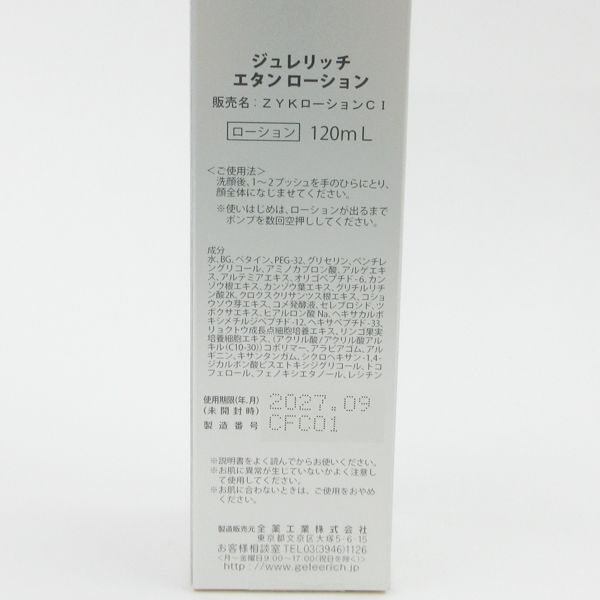 ジュレリッチ
エタン ローション
販売名：ZYKローションCI
ローション 120mL
＜ご使用法＞
洗顔後、1〜2プッシュを手のひらにとり、
顔全体になじませてください。
※使いはじめは、ローションが出るまで
ポンプを数回空押ししてください。
成分
水、BG、ベタイン、PEG-32、グリセリン、ペンチレ
ングリコール、アミノカプロン酸、アルゲエキ
ス、アルテミアエキス、オリゴペプチド-6、カン
ゾウ根エキス、カンゾウ葉エキス、グリチルリチ
ン酸2K、クロクスクリサンツス根エキス、コショ
ウソウ芽エキス、コメ発酵液、セレブロシド、ツ
ボクサエキス、ヒアルロン酸Na、ヘキサカルボ
キシメチルジペプチド-12、ヘキサペプチド-33、
リョクトウ成長点細胞培養エキス、リンゴ果実
培養細胞エキス、(アクリル酸/アクリル酸アル
キル(C10-30))コポリマー、アラビアゴム、アル
ギニン、キサンタンガム、シクロヘキサン-1,4-
ジカルボン酸ビスエトキシジグリコール、トコ
フェロール、フェノキシエタノール、レシチン
使用期限(年,月)
(未開封時) 2027.09
製造番号 CFC01
※説明書をよく読んでからお使いください。
※お肌に異常が生じていないかよく注意し
て使用してください。
※お肌に合わないときは、ご使用をおやめ
ください。
製造販売元 全薬工業株式会社
東京都文京区大塚5-6-15
お客様相談室 TEL03(3946)1126
＜月〜金曜日9:00〜17:00(祝日を除く)＞
http://www.geleerich.jp